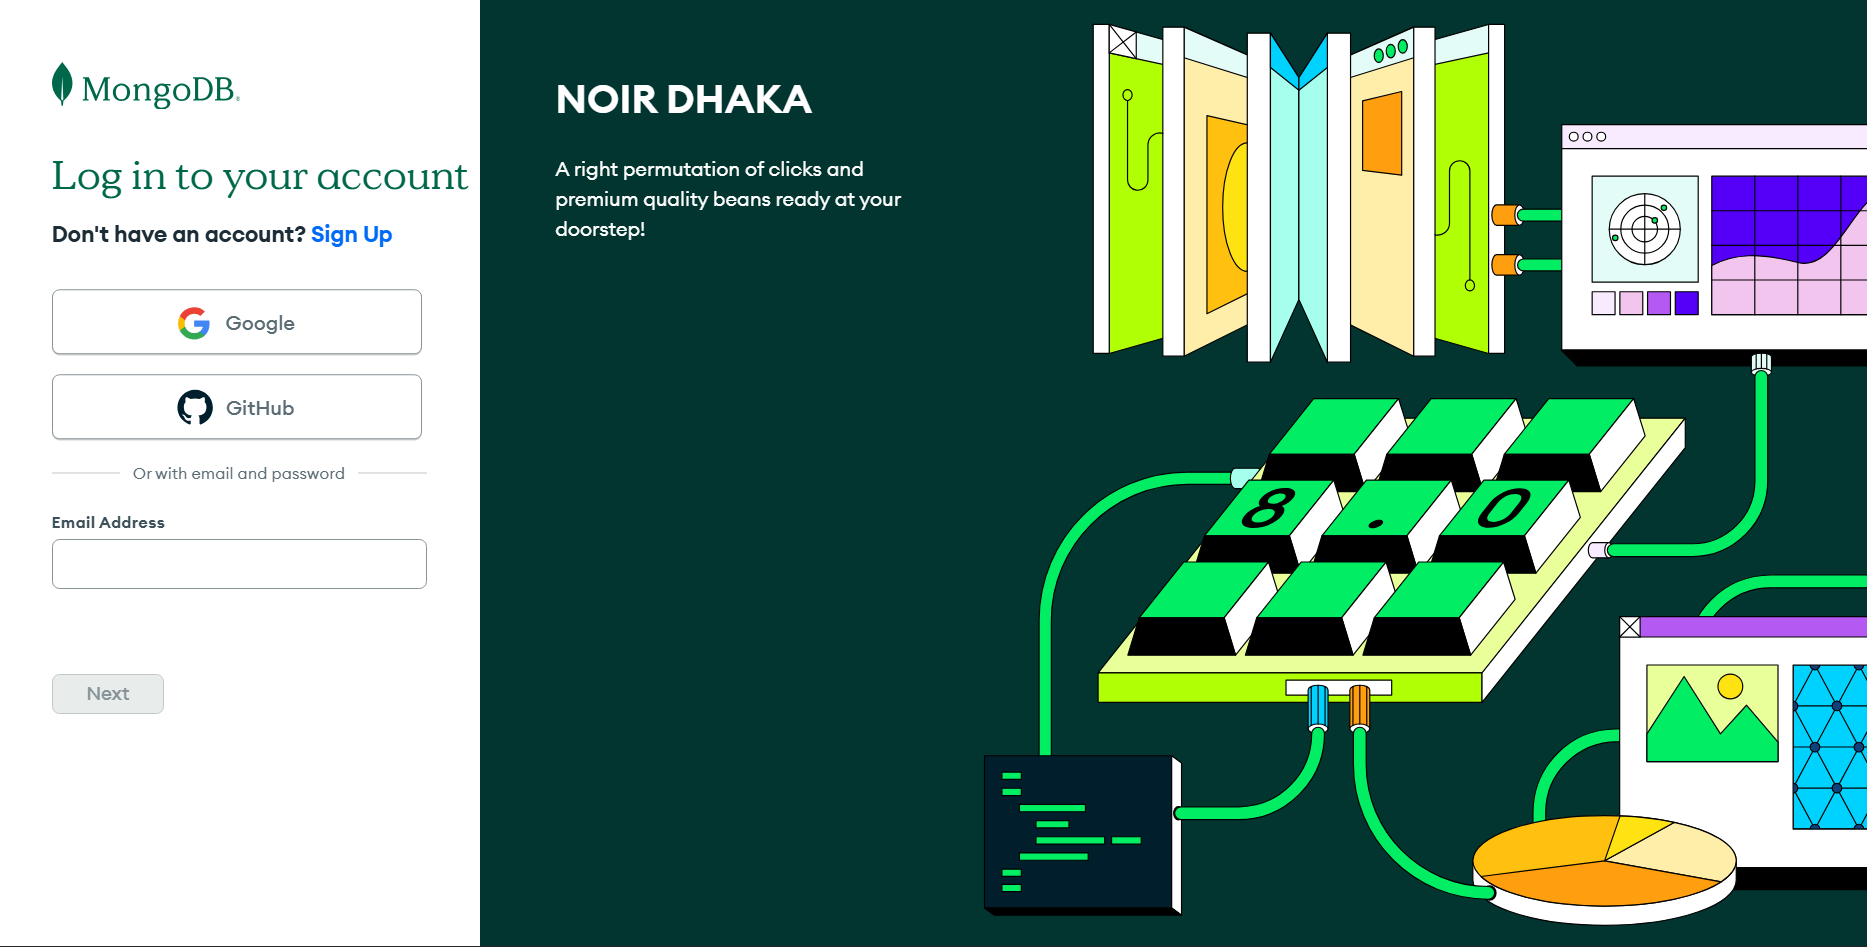 MongoDB®
Log in to your account
Don't have an account? Sign Up
Google
GitHub
Or with email and password
Email Address
Next
NOIR DHAKA
A right permutation of clicks and
premium quality beans ready at your
doorstep!
8.0